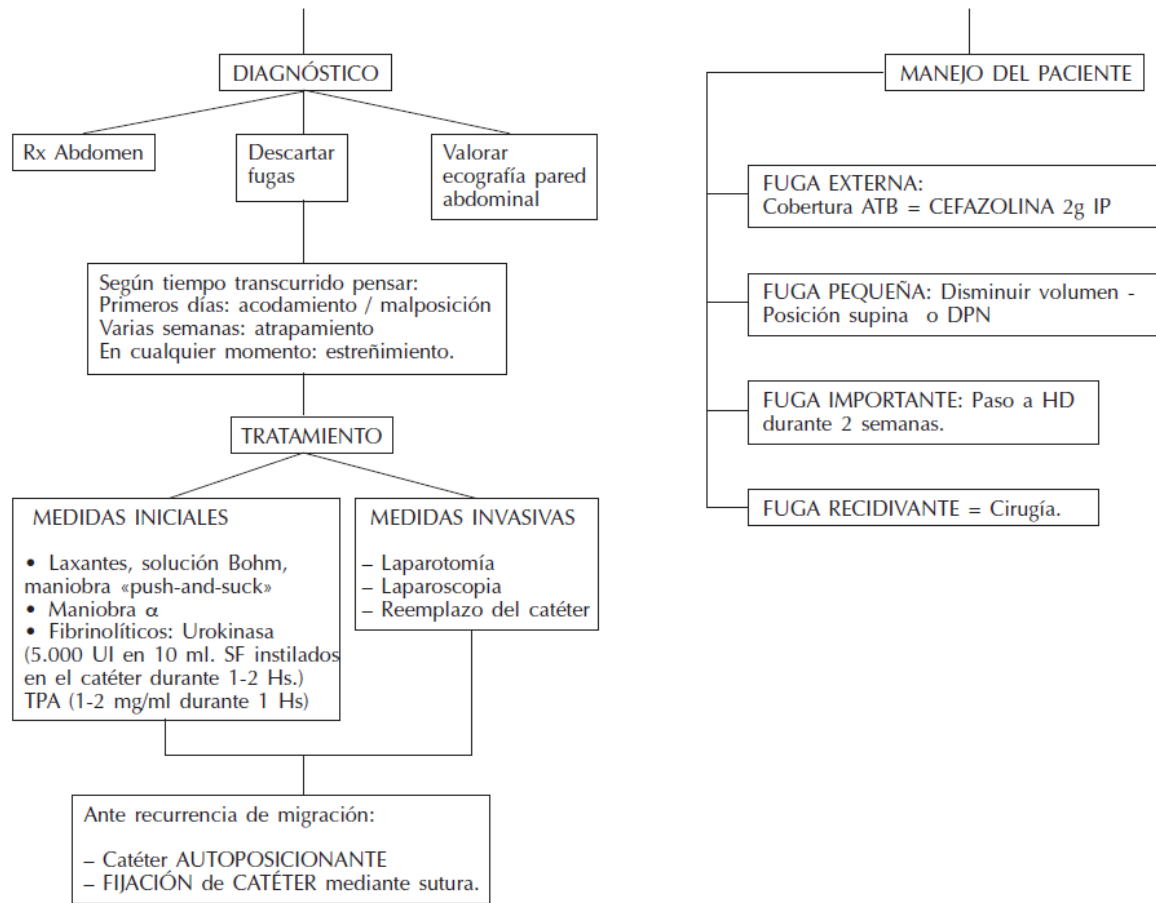 DIAGNÓSTICO
Rx Abdomen
Descartar
fugas
Valorar
ecografía pared
abdominal
Según tiempo transcurrido pensar:
Primeros días: acodamiento / malposición
Varias semanas: atrapamiento
En cualquier momento: estreñimiento.
TRATAMIENTO
MEDIDAS INICIALES
• Laxantes, solución Bohm,
maniobra «push-and-suck»
• Maniobra α
• Fibrinolíticos: Urokinasa
(5.000 UI en 10 ml. SF instilados
en el catéter durante 1-2 Hs.)
TPA (1-2 mg/ml durante 1 Hs)
MEDIDAS INVASIVAS
– Laparotomía
– Laparoscopia
– Reemplazo del catéter
Ante recurrencia de migración:
– Catéter AUTOPOSICIONANTE
– FIJACIÓN de CATÉTER mediante sutura.
MANEJO DEL PACIENTE
FUGA EXTERNA:
Cobertura ATB = CEFAZOLINA 2g IP
FUGA PEQUEÑA: Disminuir volumen -
Posición supina o DPN
FUGA IMPORTANTE: Paso a HD
durante 2 semanas.
FUGA RECIDIVANTE = Cirugía.